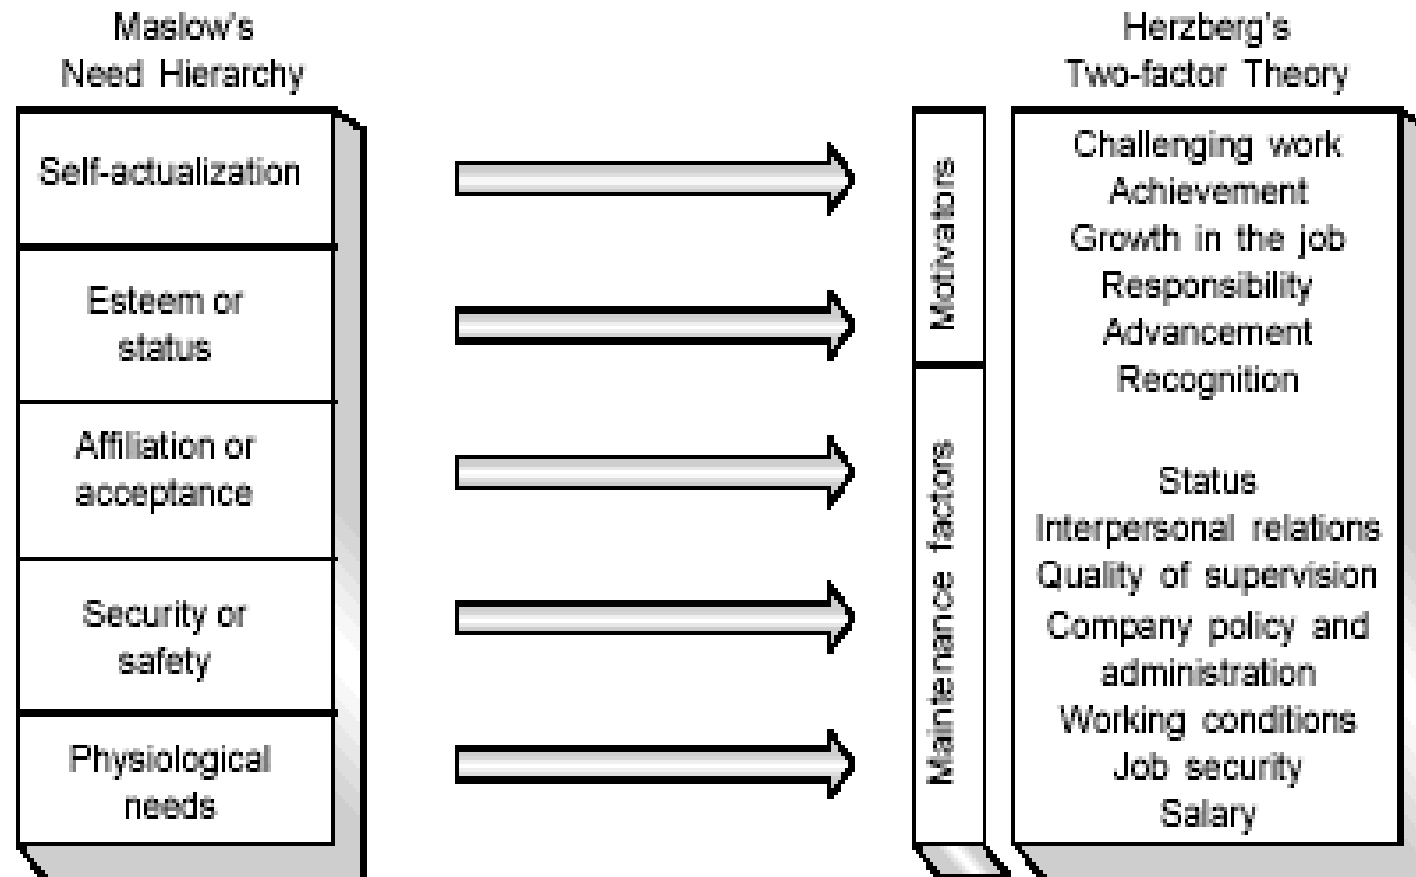 Maslow's
Need Hierarchy
Self-actualization
Esteem or
status
Affiliation or
acceptance
Security or
safety
Physiological
needs
Herzberg's
Two-factor Theory
Motivators
Maintenance factors
Challenging work
Achievement
Growth in the job
Responsibility
Advancement
Recognition
Status
Interpersonal relations
Quality of supervision
Company policy and
administration
Working conditions
Job security
Salary